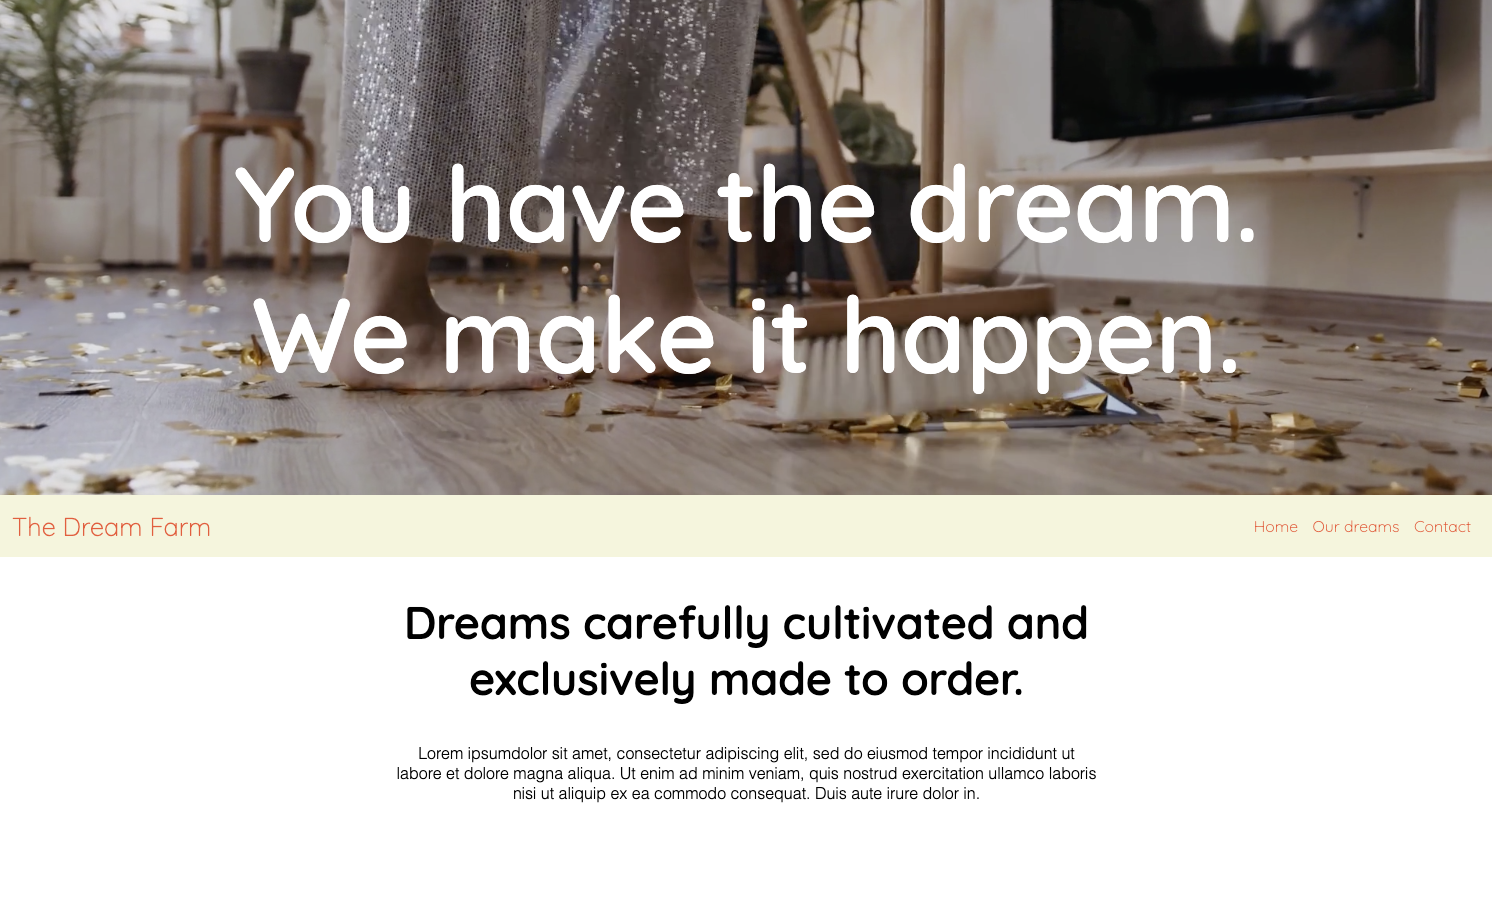 You have the dream.
We make it happen.
The Dream Farm
Home Our dreams Contact
Dreams carefully cultivated and
exclusively made to order.
Lorem ipsumdolor sit amet, consectetur adipiscing elit, sed do eiusmod tempor incididunt ut
labore et dolore magna aliqua. Ut enim ad minim veniam, quis nostrud exercitation ullamco laboris
nisi ut aliquip ex ea commodo consequat. Duis aute irure dolor in.